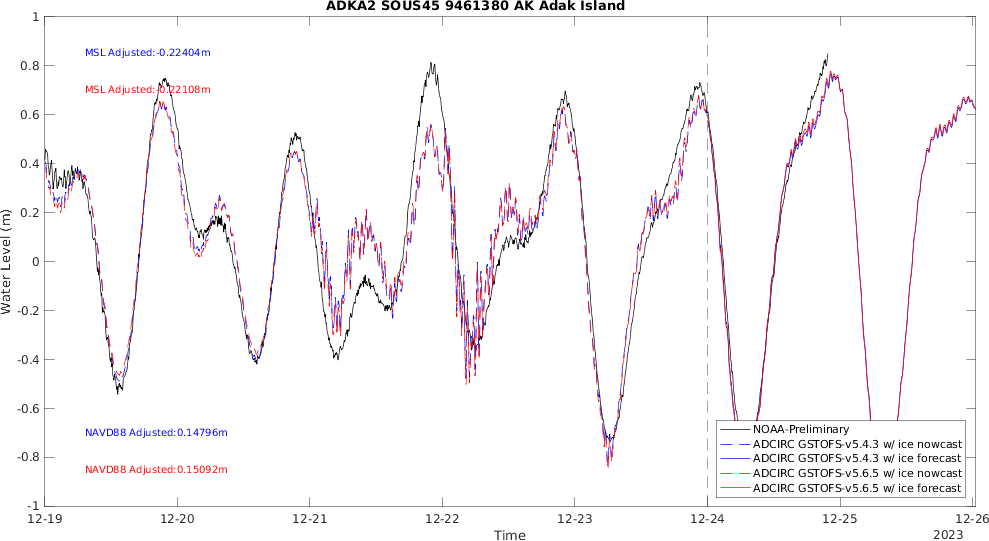 ADKA2 SOUS45 9461380 AK Adak Island
1
0.8
0.6
0.4
0.2
0
-0.2
-0.4
-0.6
-0.8
-1
Water Level (m)
MSL Adjusted:-0.22404m
MSL Adjusted:-0.22108m
NAVD88 Adjusted:0.14796m
NAVD88 Adjusted:0.15092m
NOAA-Preliminary
ADCIRC GSTOFS-v5.4.3 w/ ice nowcast
ADCIRC GSTOFS-v5.4.3 w/ ice forecast
ADCIRC GSTOFS-v5.6.5 w/ ice nowcast
ADCIRC GSTOFS-v5.6.5 w/ ice forecast
12-19 12-20 12-21 12-22 12-23 12-24 12-25 12-26
Time
2023